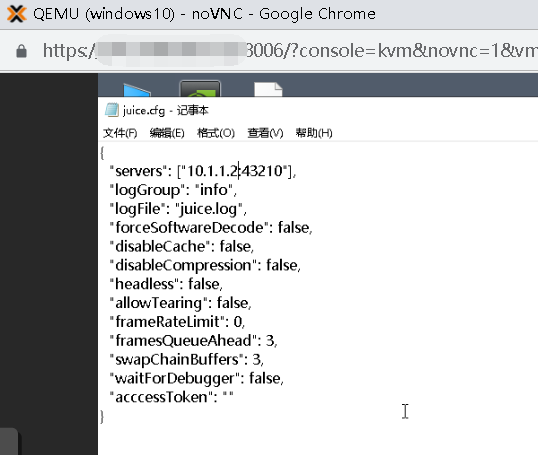 QEMU (windows10) - noVNC - Google Chrome
https:/ 8006/?console=kvm&novnc=1&vm
juice.cfg - 记事本
文件(F) 编辑(E) 格式(O) 查看(V) 帮助(H)
{
"servers": ["10.1.1.2:43210"],
"logGroup": "info",
"logFile": "juice.log",
"forceSoftwareDecode": false,
"disableCache": false,
"disableCompression": false,
"headless": false,
"allowTearing": false,
"frameRateLimit": 0,
"framesQueueAhead": 3,
"swapChainBuffers": 3,
"waitForDebugger": false,
"acccessToken": ""
}